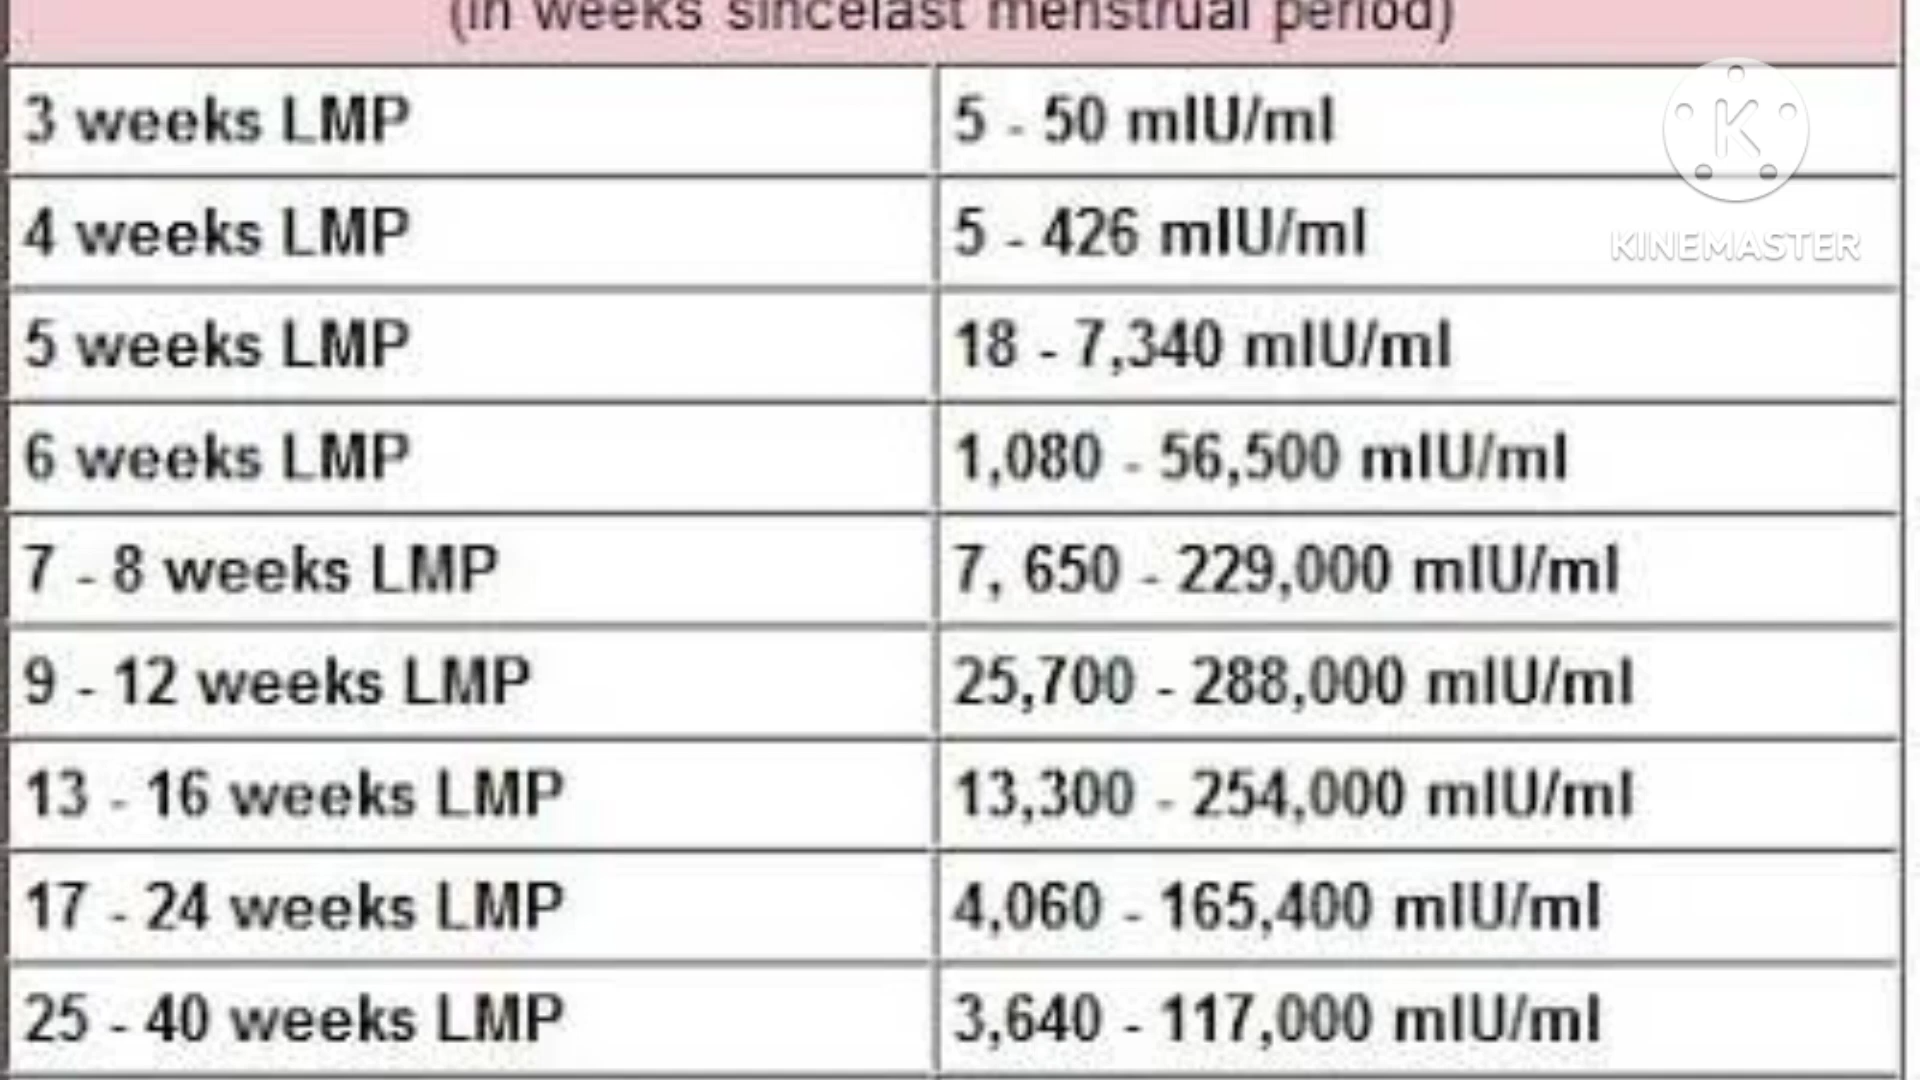 (in weeks sincelast menstrual period)
3 weeks LMP 5 - 50 mIU/ml
4 weeks LMP 5 - 426 mIU/ml
5 weeks LMP 18 - 7,340 mIU/ml
6 weeks LMP 1,080 - 56,500 mIU/ml
7 - 8 weeks LMP 7, 650 - 229,000 mIU/ml
9 - 12 weeks LMP 25,700 - 288,000 mIU/ml
13 - 16 weeks LMP 13,300 - 254,000 mIU/ml
17 - 24 weeks LMP 4,060 - 165,400 mIU/ml
25 - 40 weeks LMP 3,640 - 117,000 mIU/ml
K
KINEMASTER